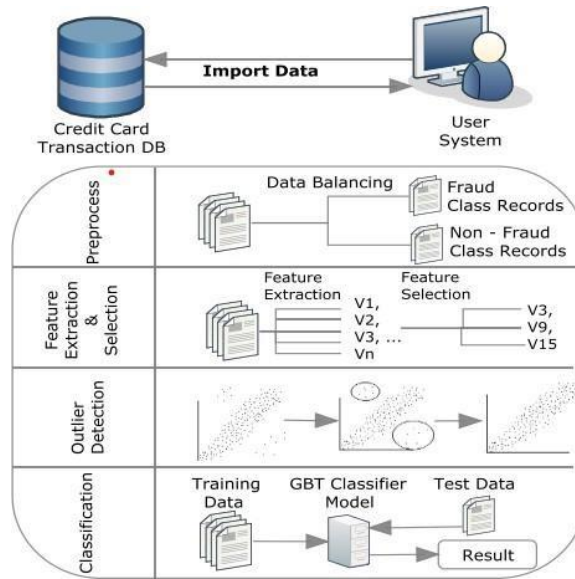 Import Data
Credit Card
Transaction DB
User
System
Preprocess
Data Balancing
Fraud
Class Records
Non - Fraud
Class Records
Feature
Extraction
&
Selection
Feature
Extraction
V1,
V2,
V3, ...
Vn
Feature
Selection
V3,
V9,
V15
Outlier
Detection
Classification
Training
Data
GBT Classifier
Model
Test Data
Result